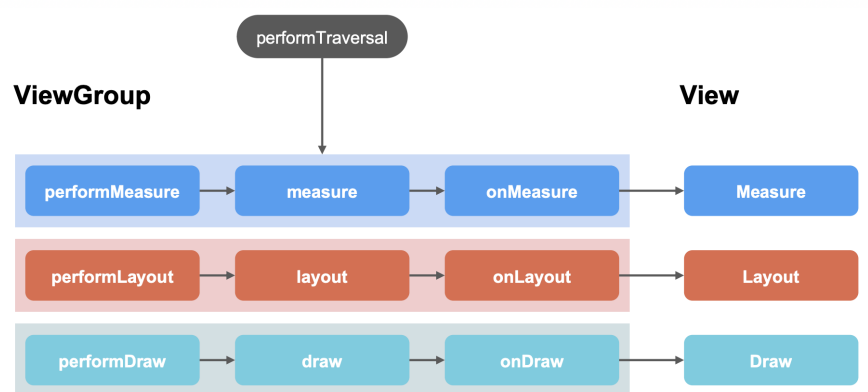 performTraversal
ViewGroup
View
performMeasure
measure
onMeasure
Measure
performLayout
layout
onLayout
Layout
performDraw
draw
onDraw
Draw